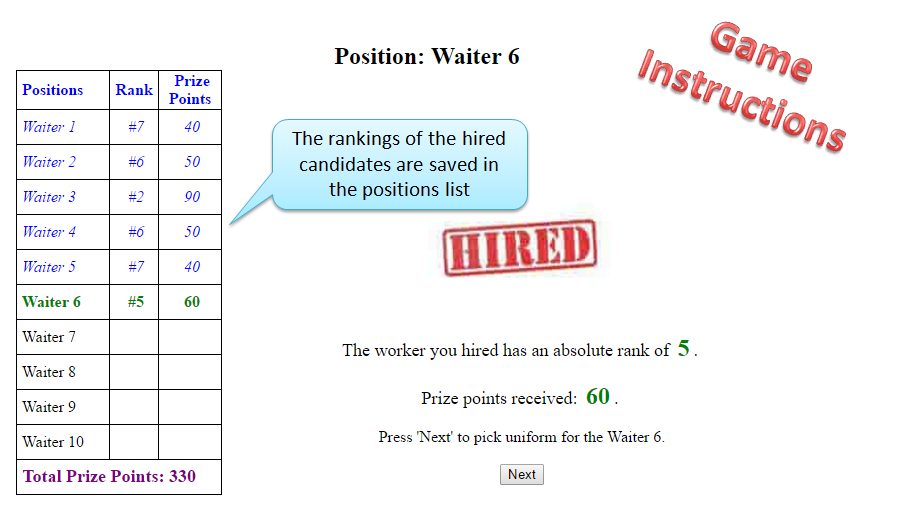 Game
Instructions
Position: Waiter 6
Positions Rank Prize Points
Waiter 1 #7 40
Waiter 2 #6 50
Waiter 3 #2 90
Waiter 4 #6 50
Waiter 5 #7 40
Waiter 6 #5 60
Waiter 7
Waiter 8
Waiter 9
Waiter 10
Total Prize Points: 330
The rankings of the hired
candidates are saved in
the positions list
HIRED
The worker you hired has an absolute rank of 5 .
Prize points received: 60 .
Press 'Next' to pick uniform for the Waiter 6.
Next